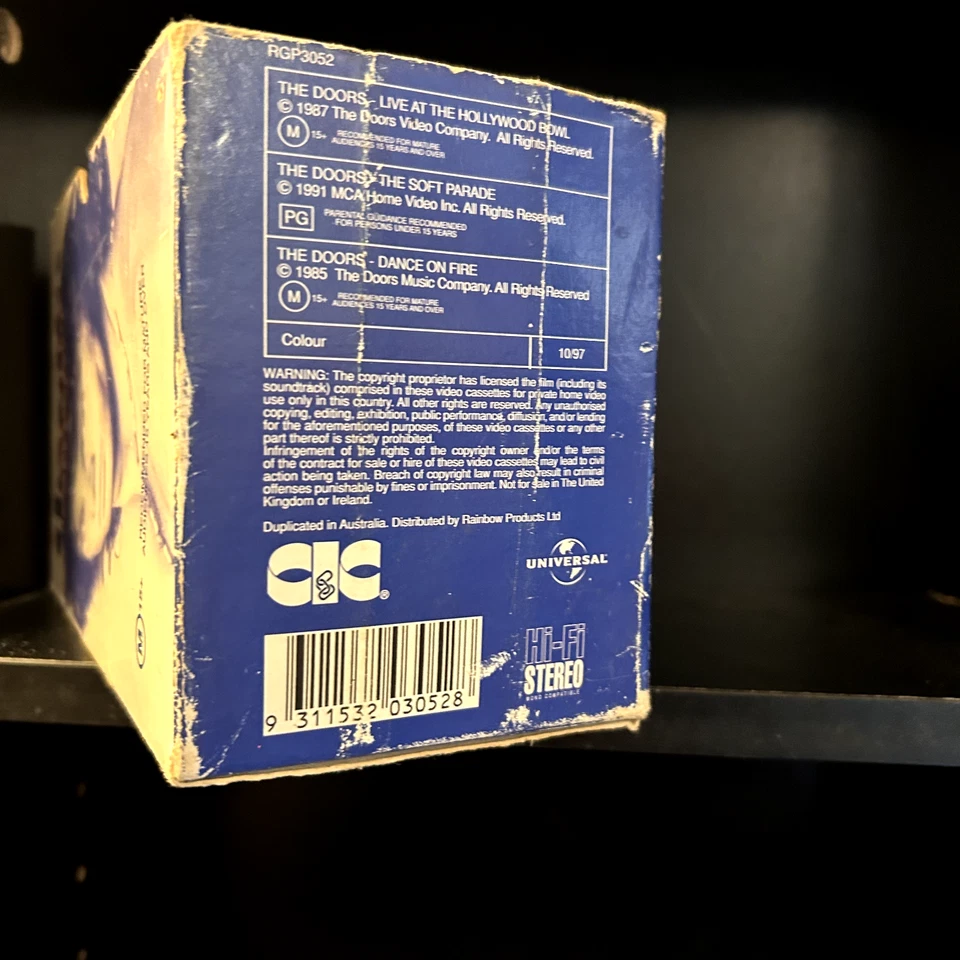 RGP3052
THE DOORS - LIVE AT THE HOLLYWOOD BOWL
© 1987 The Doors Video Company. All Rights Reserved.
M 15+ RECOMMENDED FOR MATURE
AUDIENCES 15 YEARS AND OVER
THE DOORS - THE SOFT PARADE
© 1991 MCA Home Video Inc. All Rights Reserved.
PG PARENTAL GUIDANCE RECOMMENDED
FOR PERSONS UNDER 15 YEARS
THE DOORS - DANCE ON FIRE
© 1985 The Doors Music Company. All Rights Reserved
M 15+ RECOMMENDED FOR MATURE
AUDIENCES 15 YEARS AND OVER
Colour 10/97
WARNING: The copyright proprietor has licensed the film (including its
soundtrack) comprised in these video cassettes for private home video
use only in this country. All other rights are reserved. Any unauthorised
copying, editing, exhibition, public performance, diffusion, and/or lending
for the aforementioned purposes, of these video cassettes or any other
part thereof is strictly prohibited.
Infringement of the rights of the copyright owner and/or the terms
of the contract for sale or hire of these video cassettes may lead to civil
action being taken. Breach of copyright law may also result in criminal
offenses punishable by fines or imprisonment. Not for sale in The United
Kingdom or Ireland.
Duplicated in Australia. Distributed by Rainbow Products Ltd
CIC ®
UNIVERSAL
Hi-Fi
STEREO
MONO COMPATIBLE
9 311532 030528
M 15+